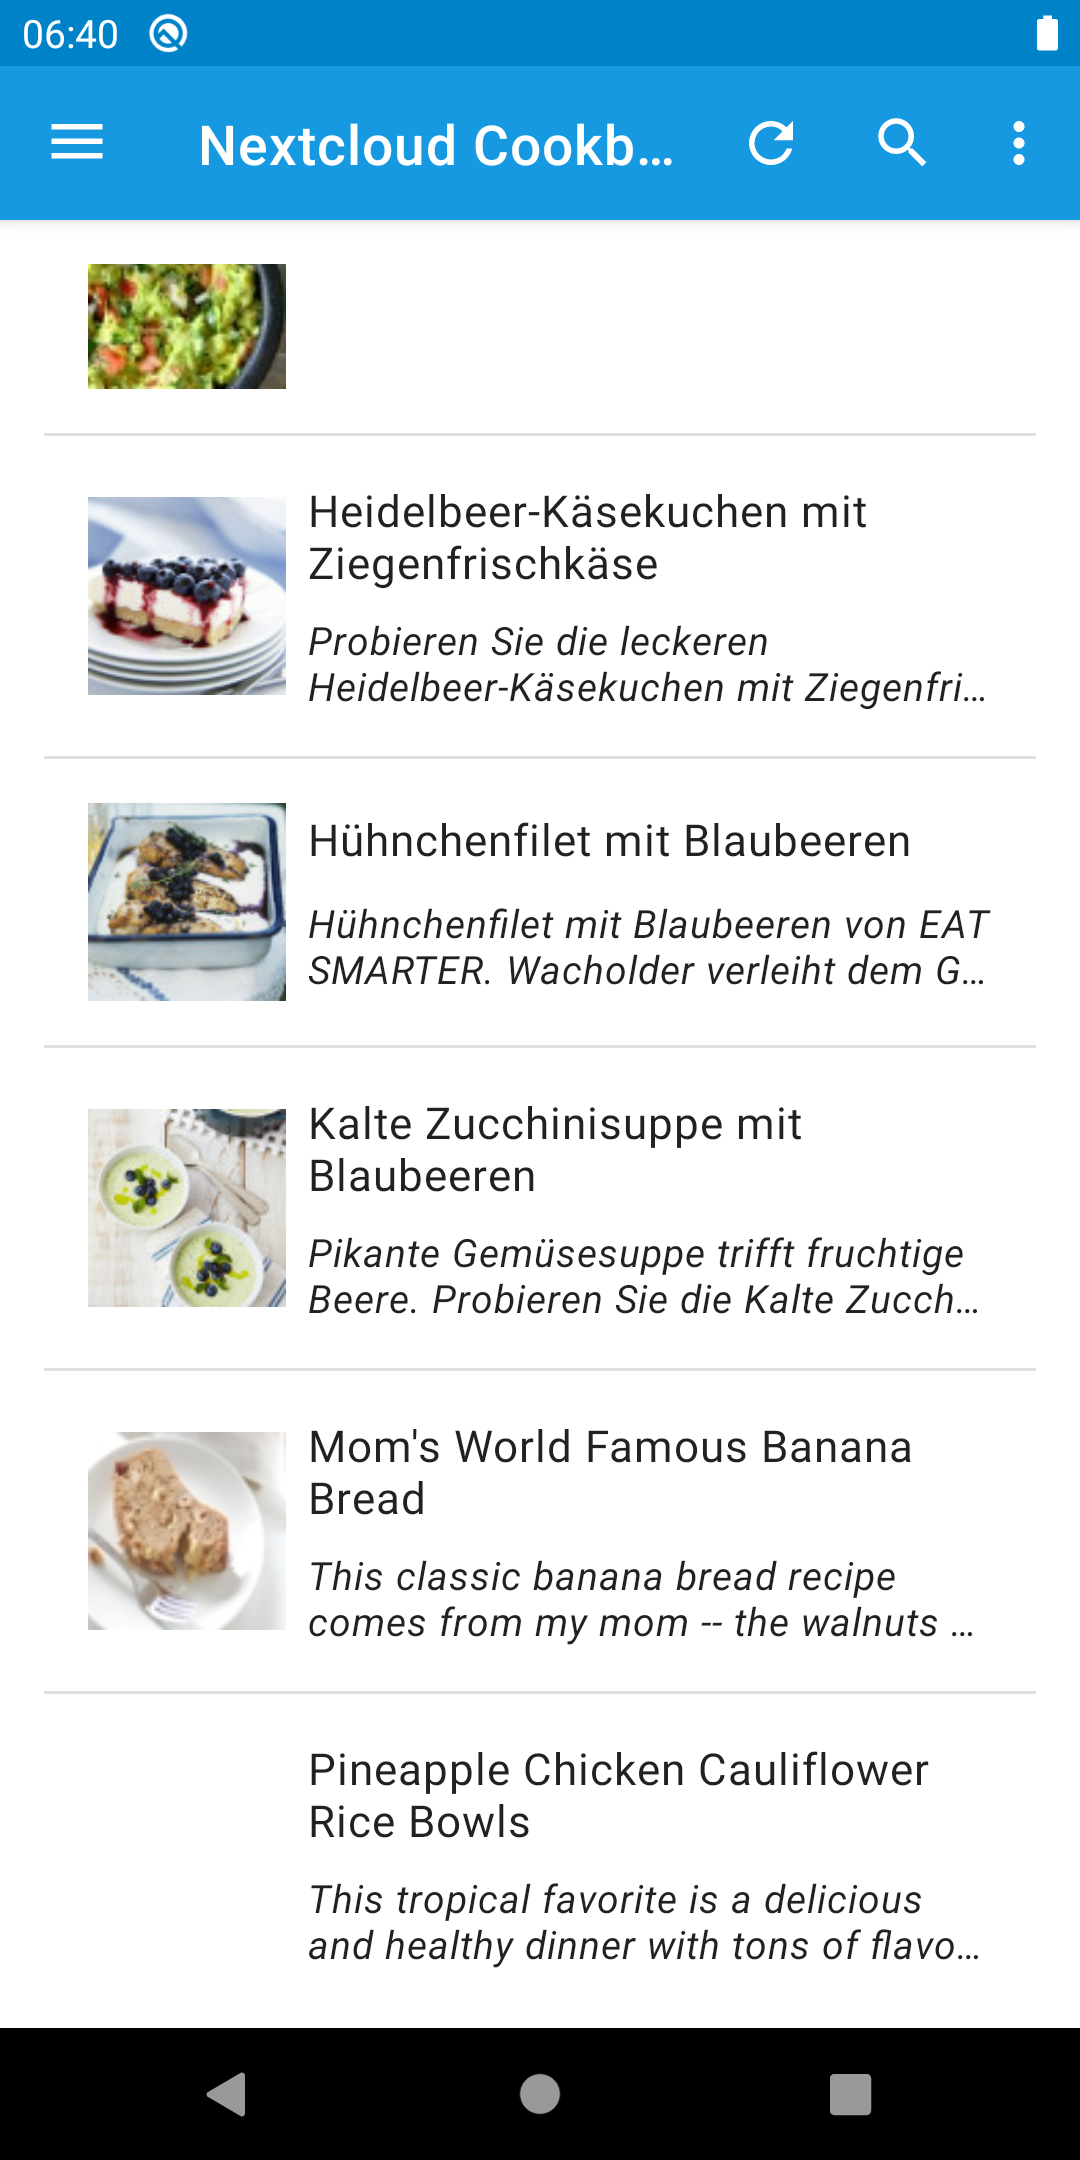 06:40
Nextcloud Cookb...
Heidelbeer-Käsekuchen mit
Ziegenfrischkäse
Probieren Sie die leckeren
Heidelbeer-Käsekuchen mit Ziegenfri...
Hühnchenfilet mit Blaubeeren
Hühnchenfilet mit Blaubeeren von EAT
SMARTER. Wacholder verleiht dem G...
Kalte Zucchinisuppe mit
Blaubeeren
Pikante Gemüsesuppe trifft fruchtige
Beere. Probieren Sie die Kalte Zucch...
Mom's World Famous Banana
Bread
This classic banana bread recipe
comes from my mom -- the walnuts ...
Pineapple Chicken Cauliflower
Rice Bowls
This tropical favorite is a delicious
and healthy dinner with tons of flavo...